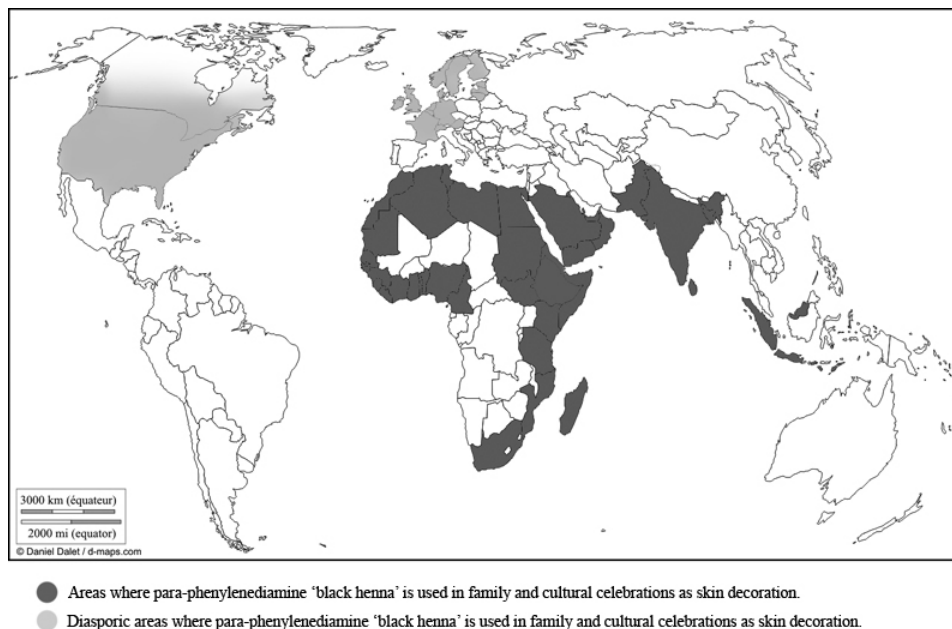 3000 km (équateur)
2000 mi (equator)
© Daniel Dalet / d-maps.com
Areas where para-phenylenediamine ‘black henna’ is used in family and cultural celebrations as skin decoration.
Diasporic areas where para-phenylenediamine ‘black henna’ is used in family and cultural celebrations as skin decoration.